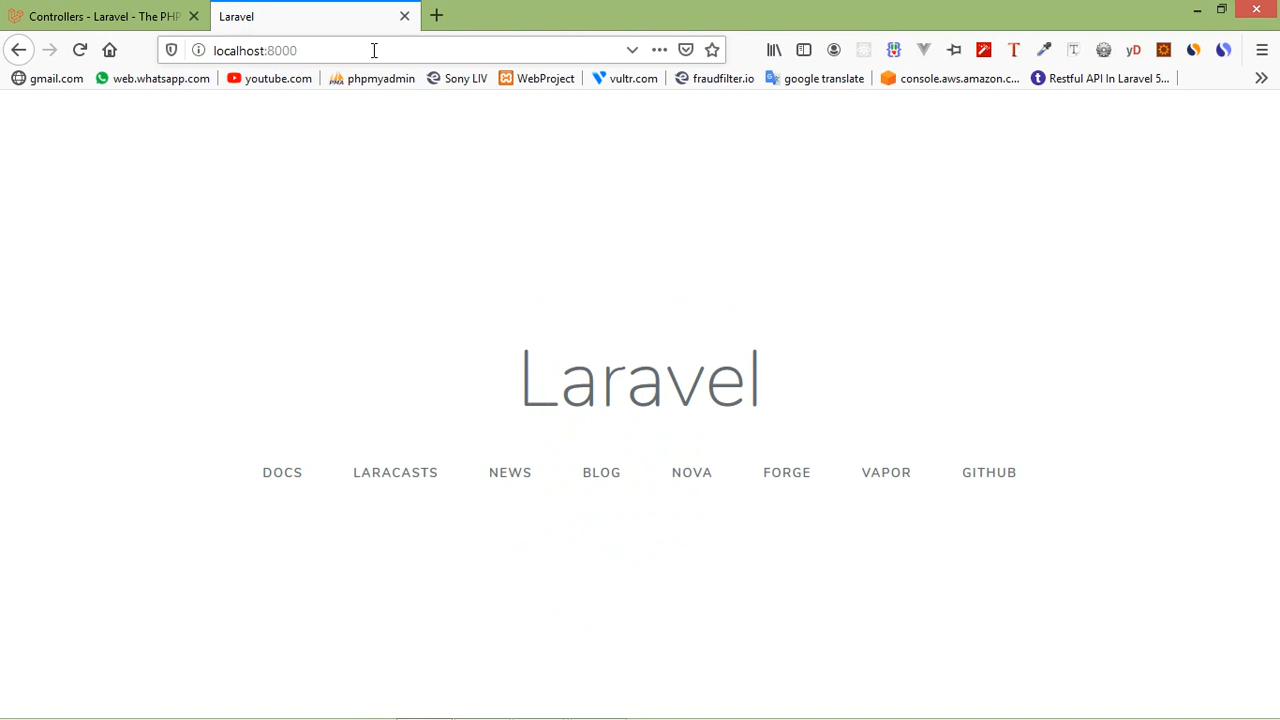 Controllers - Laravel - The PHP
Laravel
localhost:8000
gmail.com web.whatsapp.com youtube.com phpmyadmin Sony LIV WebProject vultr.com fraudfilter.io google translate console.aws.amazon.c... Restful API In Laravel 5...
Laravel
DOCS LARACASTS NEWS BLOG NOVA FORGE VAPOR GITHUB